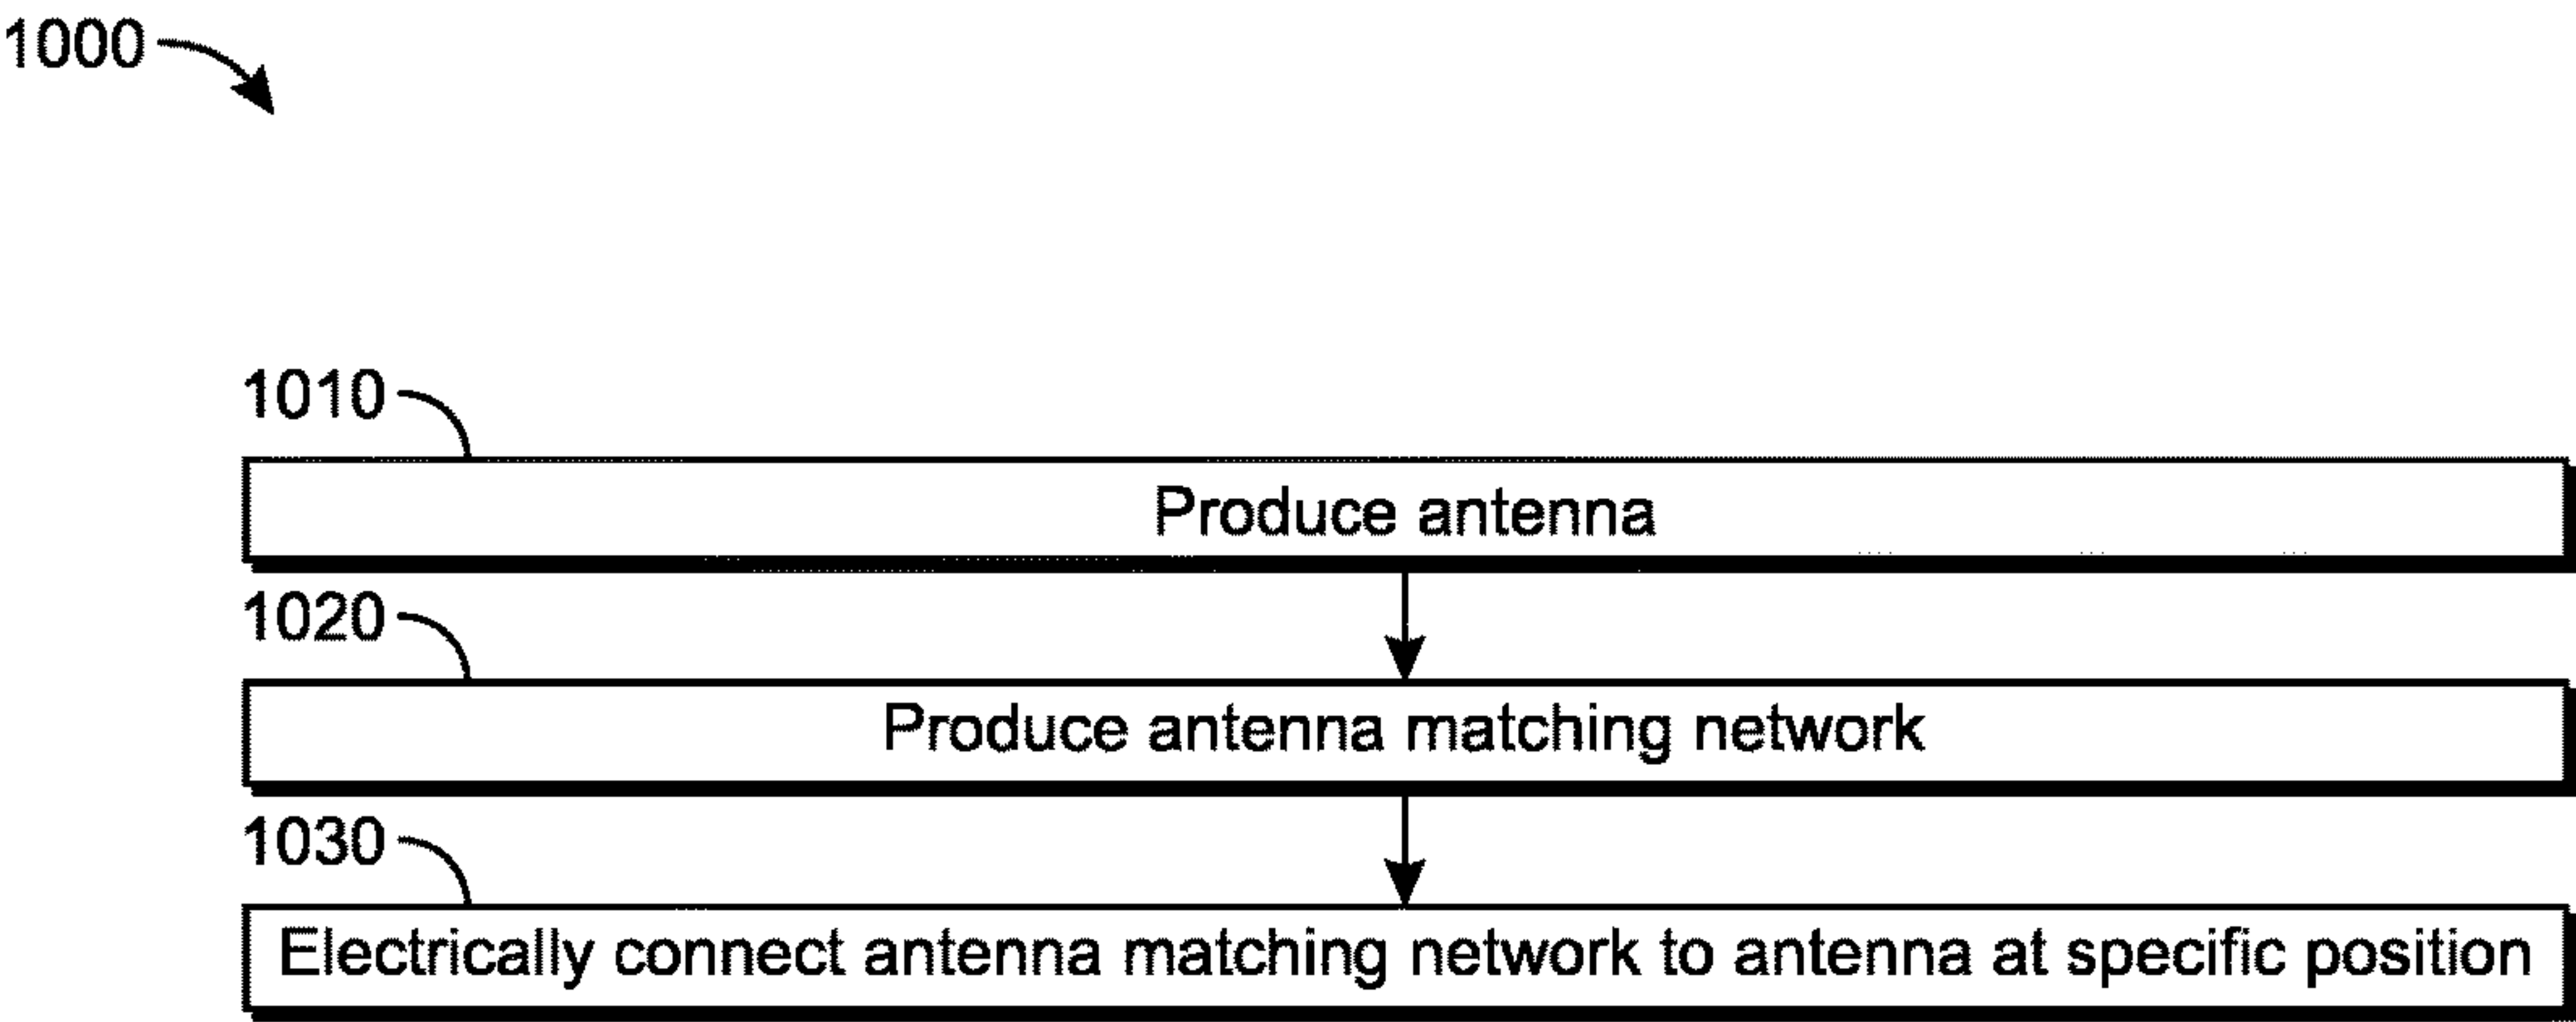 1000
1010
Produce antenna
1020
Produce antenna matching network
1030
Electrically connect antenna matching network to antenna at specific position